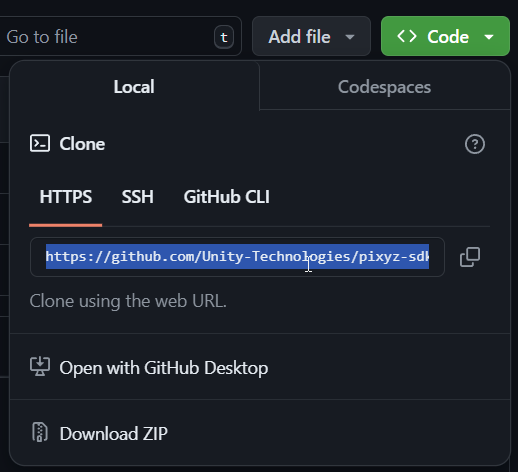 Go to file t Add file Code
Local Codespaces
Clone
HTTPS SSH GitHub CLI
https://github.com/Unity-Technologies/pixyz-sdk
Clone using the web URL.
Open with GitHub Desktop
Download ZIP